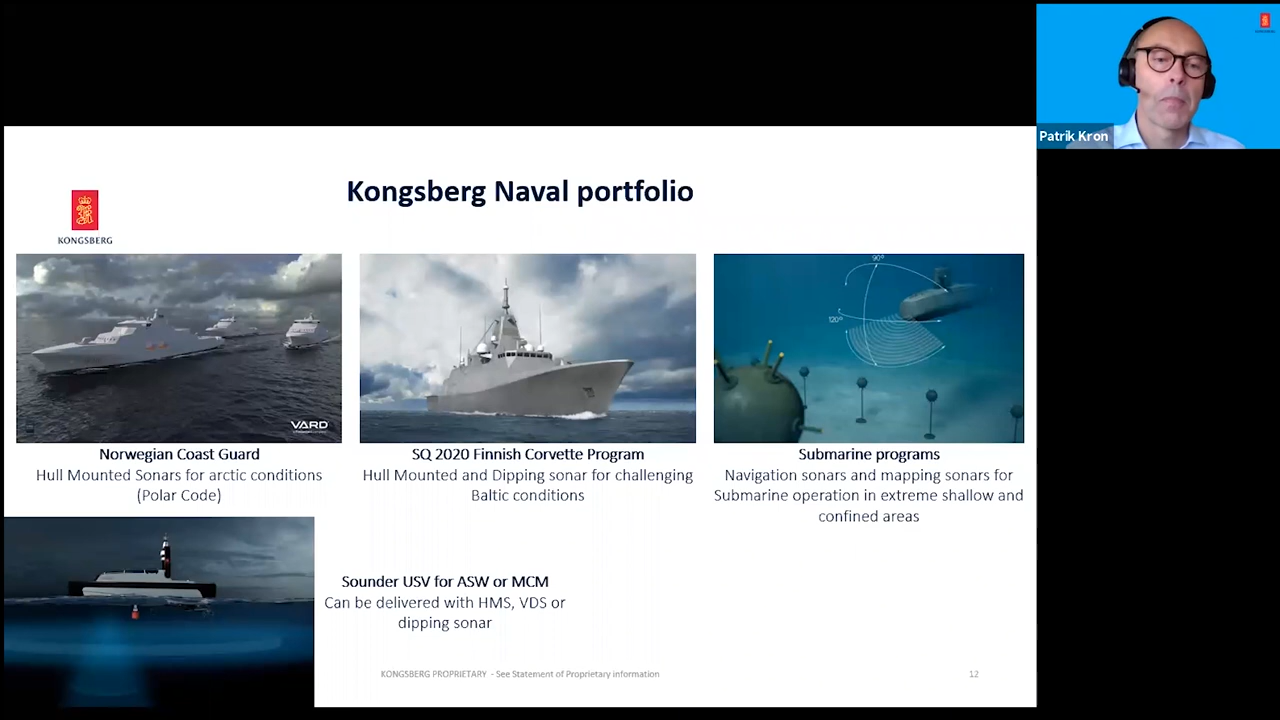 Patrik Kron
Kongsberg Naval portfolio
KONGSBERG
VARD
90°
120°
Norwegian Coast Guard
Hull Mounted Sonars for arctic conditions
(Polar Code)
SQ 2020 Finnish Corvette Program
Hull Mounted and Dipping sonar for challenging
Baltic conditions
Submarine programs
Navigation sonars and mapping sonars for
Submarine operation in extreme shallow and
confined areas
Sounder USV for ASW or MCM
Can be delivered with HMS, VDS or
dipping sonar
KONGSBERG PROPRIETARY - See Statement of Proprietary information
12